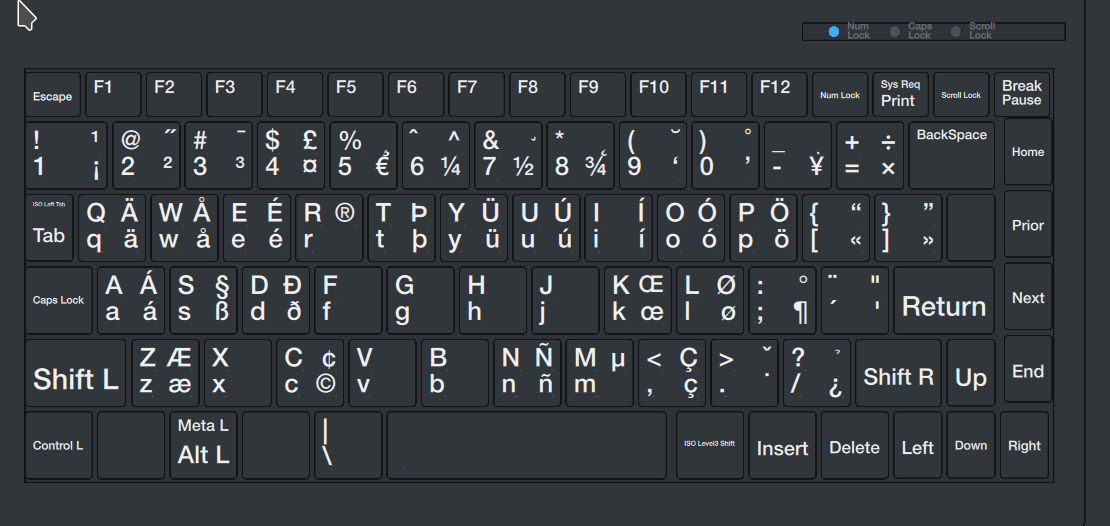 Num Lock
Caps Lock
Scroll Lock
Escape F1 F2 F3 F4 F5 F6 F7 F8 F9 F10 F11 F12 Num Lock Sys Req Print Scroll Lock Break Pause
! ¹ @ ˝ # ¯ $ £ % ˆ ^ & * ( ˘ ) ° _ + ÷ BackSpace
1 ¡ 2 ² 3 ³ 4 ¤ 5 € 6 ¼ 7 ½ 8 ¾ 9 ‘ 0 ’ - ¥ = × Home
ISO Left Tab Q Ä W Å E É R ® T Þ Y Ü U Ú I Í O Ó P Ö { “ } ”
Tab q ä w å e é r t þ y ü u ú i í o ó p ö [ « ] » Prior
Caps Lock A Á S § D Ð F G H J K Œ L Ø : ° ¨ " Return Next
a á s ß d ð f g h j k œ l ø ; ¶ ´ '
Shift L Z Æ X C ¢ V B N Ñ M µ < Ç > ˇ ? Shift R Up End
z æ x c © v b n ñ m , ç . ˙ / ¿
Control L Meta L Alt L | \ ISO Level3 Shift Insert Delete Left Down Right